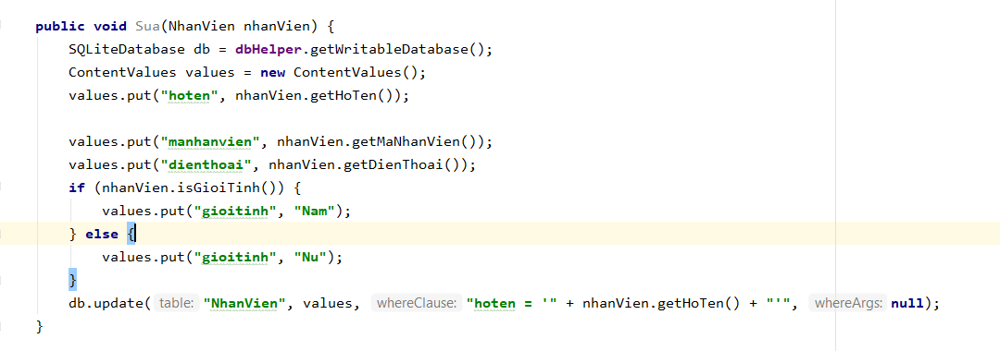 public void Sua(NhanVien nhanVien) {
SQLiteDatabase db = dbHelper.getWritableDatabase();
ContentValues values = new ContentValues();
values.put("hoten", nhanVien.getHoTen());
values.put("manhanvien", nhanVien.getMaNhanVien());
values.put("dienthoai", nhanVien.getDienThoai());
if (nhanVien.isGioiTinh()) {
values.put("gioitinh", "Nam");
} else {
values.put("gioitinh", "Nu");
}
db.update( table: "NhanVien", values, whereClause: "hoten = '" + nhanVien.getHoTen() + "'", whereArgs: null);
}